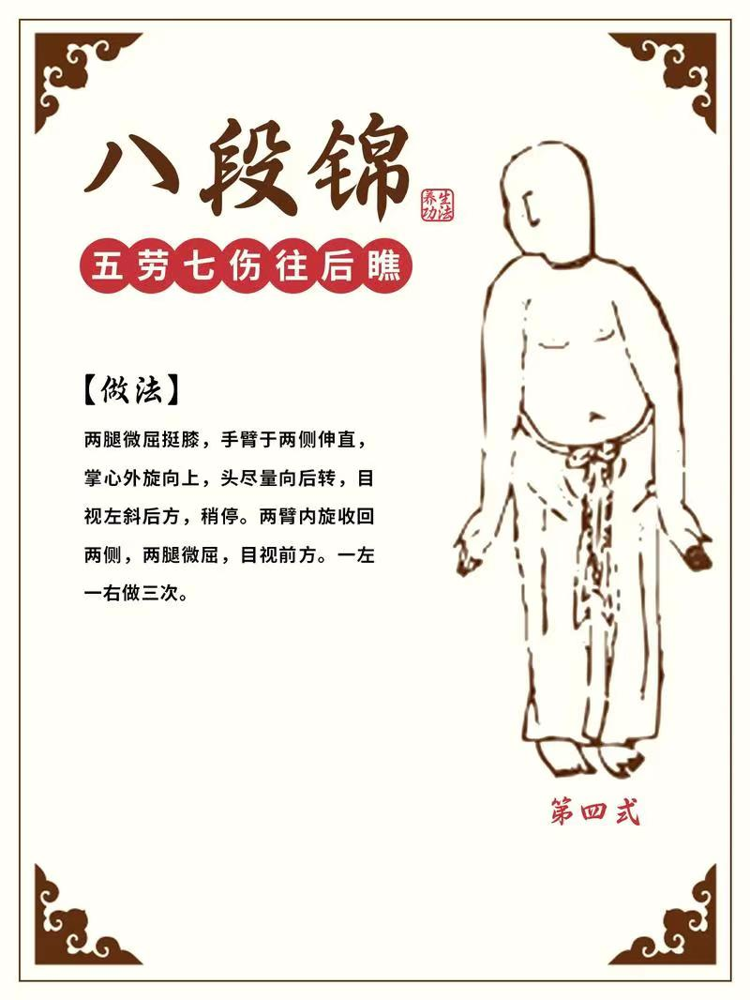 八段锦
养生
功法
五劳七伤往后瞧
【做法】
两腿微屈挺膝，手臂于两侧伸直，
掌心外旋向上，头尽量向后转，目
视左斜后方，稍停。两臂内旋收回
两侧，两腿微屈，目视前方。一左
一右做三次。
第四式